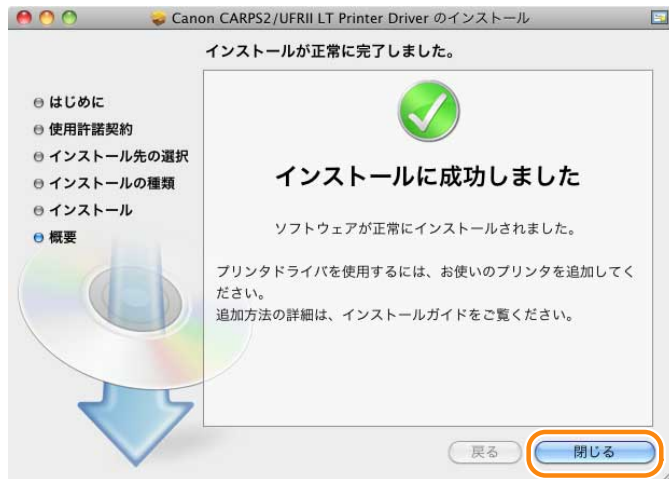 Canon CARPS2/UFRII LT Printer Driver のインストール
インストールが正常に完了しました。
はじめに
使用許諾契約
インストール先の選択
インストールの種類
インストール
概要
インストールに成功しました
ソフトウェアが正常にインストールされました。
プリンタドライバを使用するには、お使いのプリンタを追加してく
ださい。
追加方法の詳細は、インストールガイドをご覧ください。
戻る
閉じる